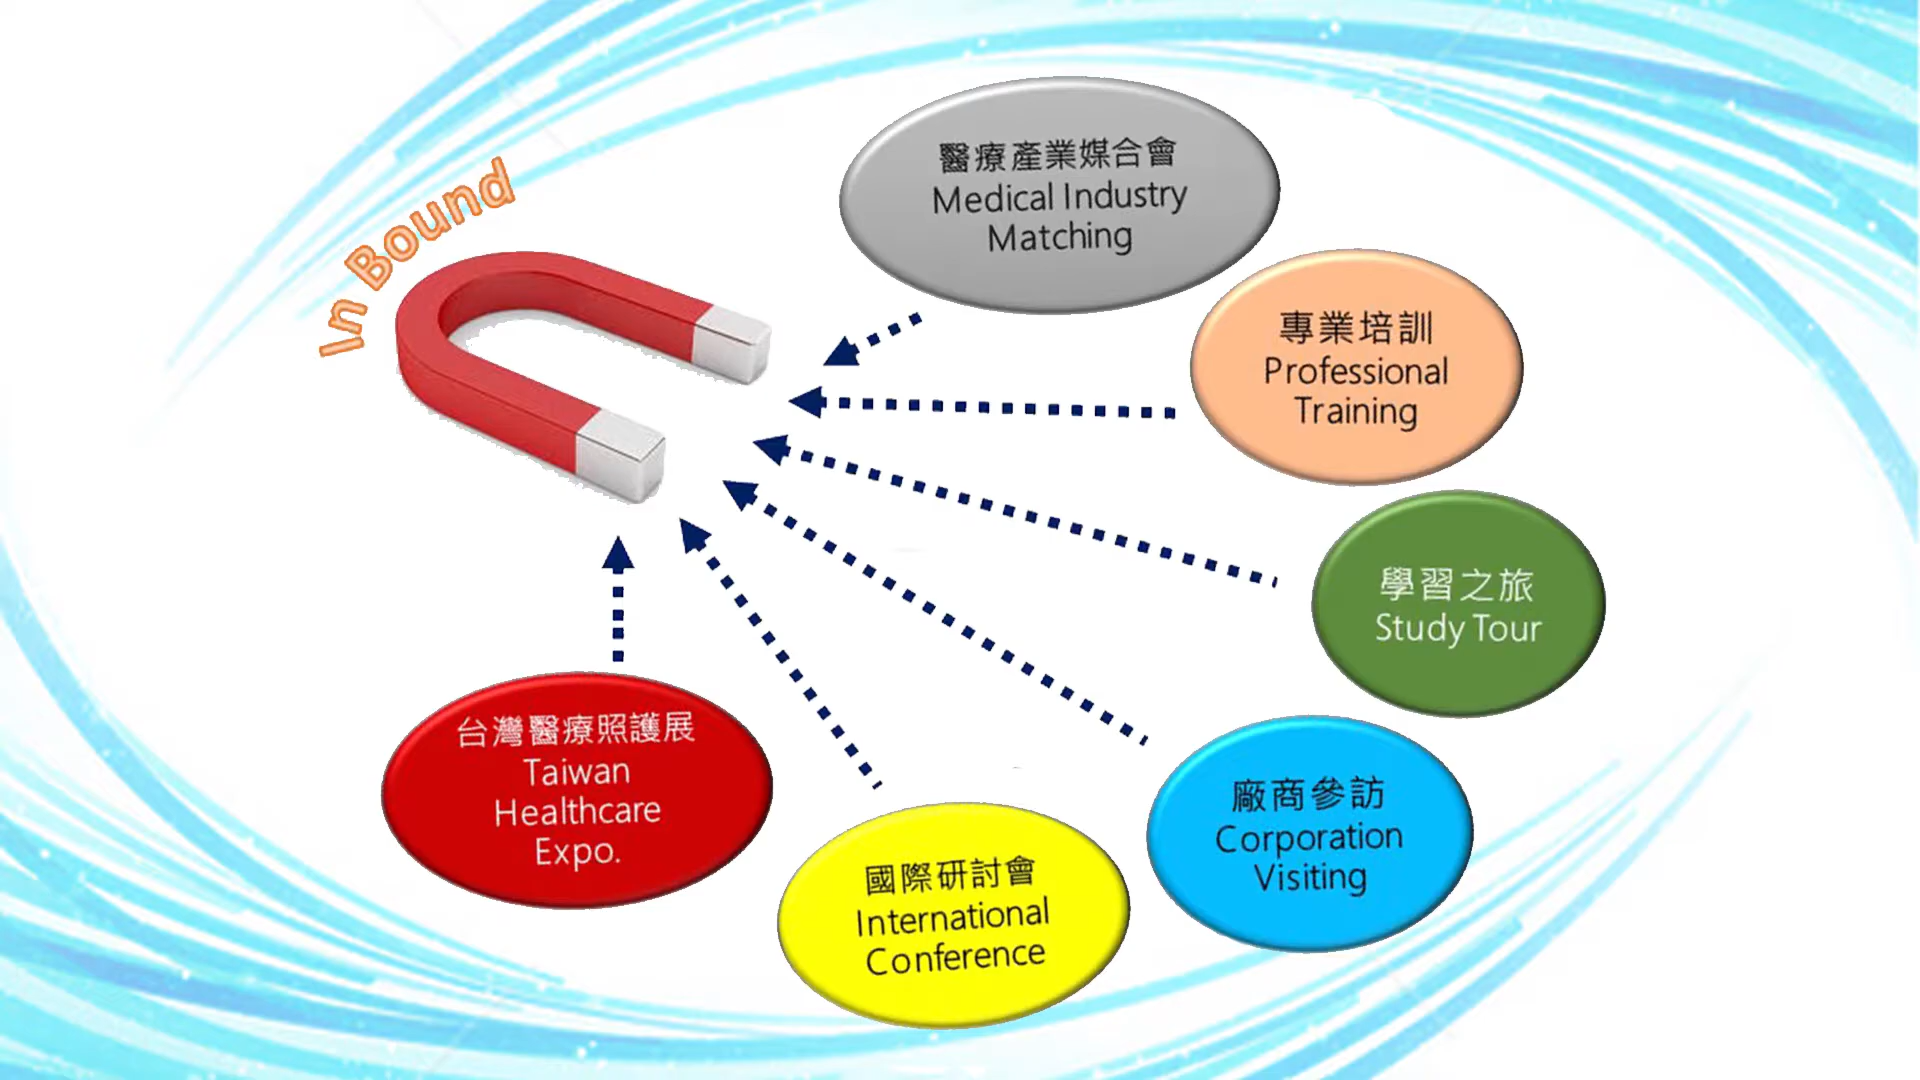 In Bound
醫療產業媒合會
Medical Industry
Matching
專業培訓
Professional
Training
學習之旅
Study Tour
廠商參訪
Corporation
Visiting
國際研討會
International
Conference
台灣醫療照護展
Taiwan
Healthcare
Expo.